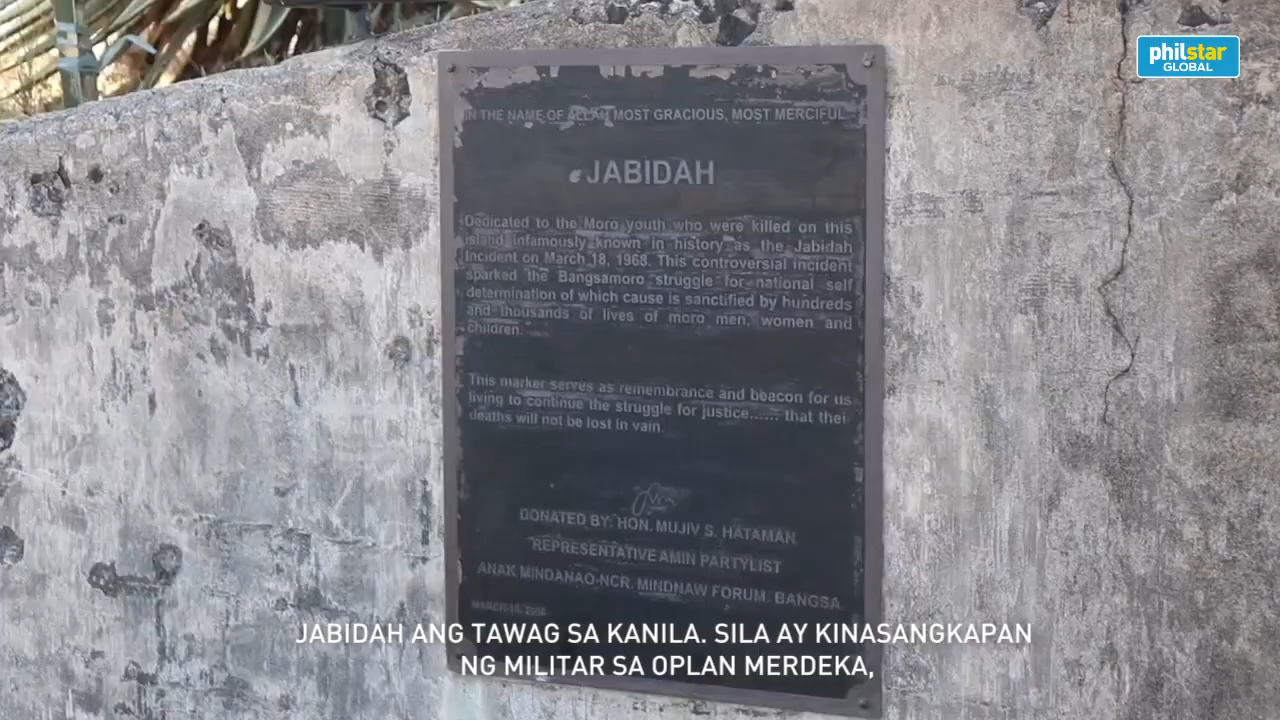 philstar
GLOBAL
IN THE NAME OF ALLAH MOST GRACIOUS, MOST MERCIFUL.
JABIDAH
Dedicated to the Moro youth who were killed on this
island infamously known in history as the Jabidah
Incident on March 18, 1968. This controversial incident
sparked the Bangsamoro struggle for national self
determination of which cause is sanctified by hundreds
and thousands of lives of moro men, women and
children.
This marker serves as remembrance and beacon for us
living to continue the struggle for justice...... that thei
deaths will not be lost in vain.
DONATED BY: HON. MUJIV S. HATAMAN
REPRESENTATIVE AMIN PARTYLIST
ANAK MINDANAO-NCR. MINDNAW FORUM. BANGSA
JABIDAH ANG TAWAG SA KANILA. SILA AY KINASANGKAPAN
NG MILITAR SA OPLAN MERDEKA,